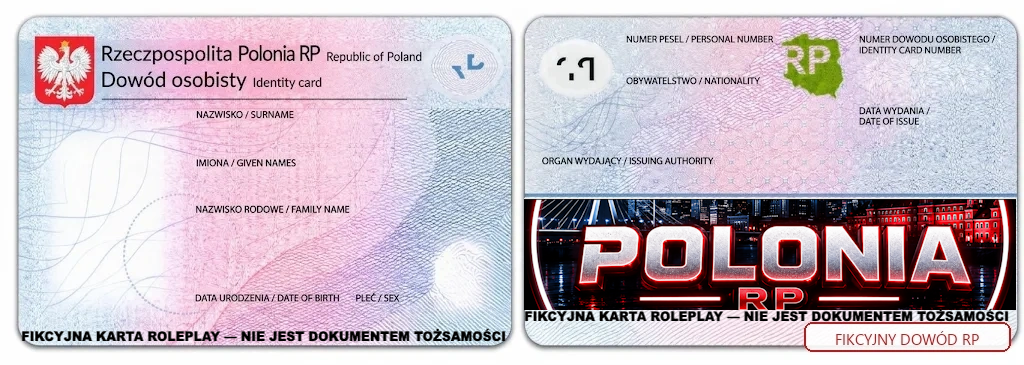 Rzeczpospolita Polonia RP Republic of Poland
Dowód osobisty Identity card
NAZWISKO / SURNAME
IMIONA / GIVEN NAMES
NAZWISKO RODOWE / FAMILY NAME
DATA URODZENIA / DATE OF BIRTH PŁEĆ / SEX
FIKCYJNA KARTA ROLEPLAY — NIE JEST DOKUMENTEM TOŻSAMOŚCI
NUMER PESEL / PERSONAL NUMBER
OBYWATELSTWO / NATIONALITY
RP
NUMER DOWODU OSOBISTEGO /
IDENTITY CARD NUMBER
DATA WYDANIA /
DATE OF ISSUE
ORGAN WYDAJĄCY / ISSUING AUTHORITY
POLONIA
RP
FIKCYJNA KARTA ROLEPLAY — NIE JEST DOKUMENTEM TOŻSAMOŚCI
FIKCYJNY DOWÓD RP